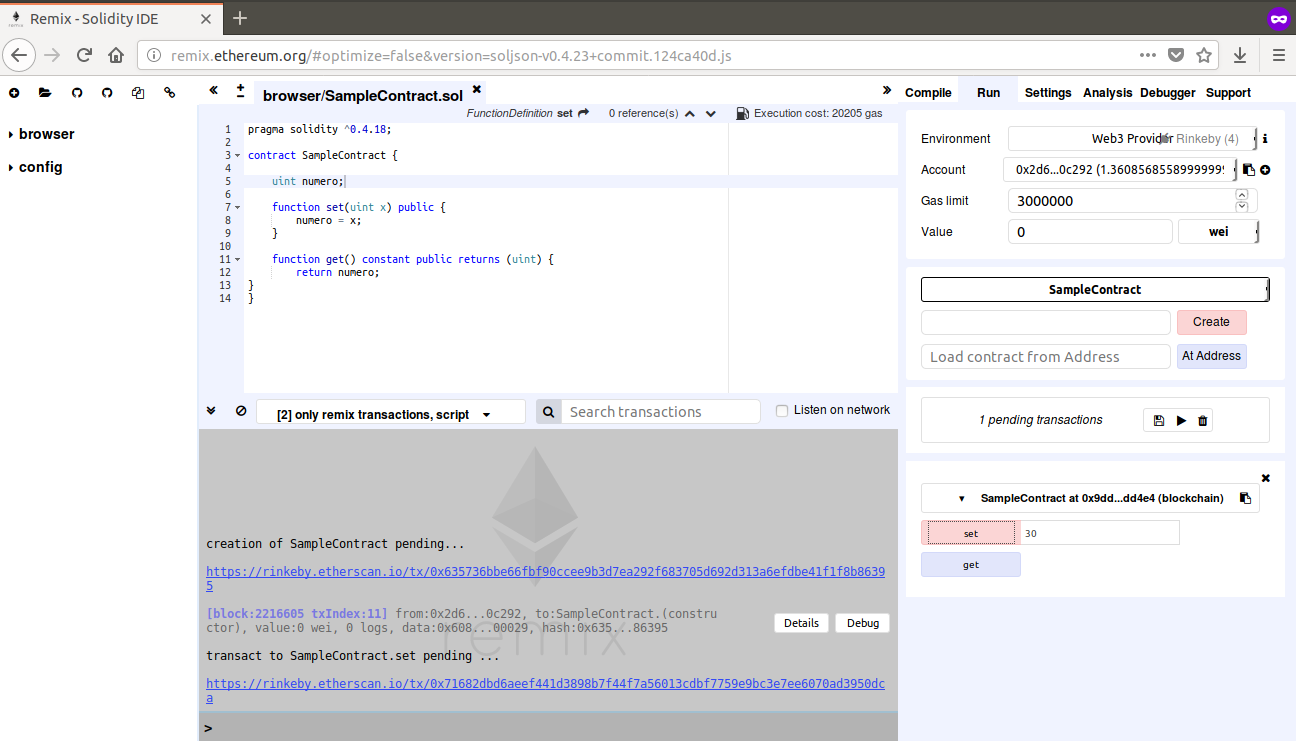 Remix - Solidity IDE
remix.ethereum.org/#optimize=false&version=soljson-v0.4.23+commit.124ca40d.js
browser/SampleContract.sol
Compile Run Settings Analysis Debugger Support
FunctionDefinition set 0 reference(s) Execution cost: 20205 gas
browser
config
1 pragma solidity ^0.4.18;
2
3 contract SampleContract {
4
5 uint numero;
6
7 function set(uint x) public {
8 numero = x;
9 }
10
11 function get() constant public returns (uint) {
12 return numero;
13 }
14 }
Environment Web3 Provider Rinkeby (4)
Account 0x2d6...0c292 (1.3608568558999999
Gas limit 3000000
Value 0 wei
SampleContract
Create
Load contract from Address At Address
1 pending transactions
SampleContract at 0x9dd...dd4e4 (blockchain)
set 30
get
[2] only remix transactions, script Search transactions Listen on network
creation of SampleContract pending...
https://rinkeby.etherscan.io/tx/0x635736bbe66fbf90ccee9b3d7ea292f683705d692d313a6efdbe41f1f8b8639
5
[block:2216605 txIndex:11] from:0x2d6...0c292, to:SampleContract.(constru
ctor), value:0 wei, 0 logs, data:0x608...00029, hash:0x635...86395
Details Debug
remix
transact to SampleContract.set pending ...
https://rinkeby.etherscan.io/tx/0x71682dbd6aeef441d3898b7f44f7a56013cdbf7759e9bc3e7ee6070ad3950dc
a
>